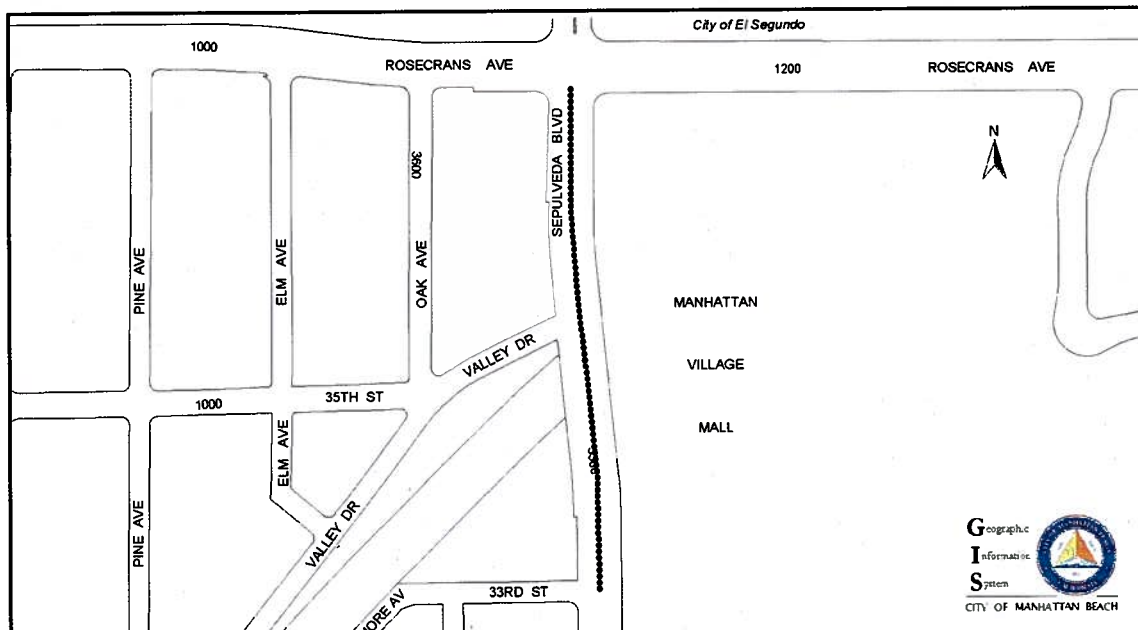 City of El Segundo
1000
ROSECRANS AVE
1200
ROSECRANS AVE
SEPULVEDA BLVD
N
3600
PINE AVE
ELM AVE
OAK AVE
MANHATTAN
VILLAGE
MALL
VALLEY DR
35TH ST
1000
ELM AVE
PINE AVE
VALLEY DR
33RD ST
MORE AV
Geographic
Information
System
CITY OF MANHATTAN BEACH